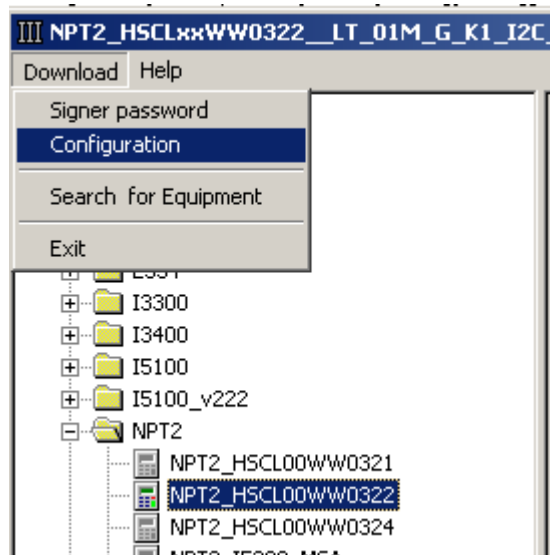 NPT2_HSCLxxWW0322__LT_01M_G_K1_I2C_
Download Help
Signer password
Configuration
Search for Equipment
Exit
I3300
I3400
I5100
I5100_v222
NPT2
NPT2_HSCL00WW0321
NPT2_HSCL00WW0322
NPT2_HSCL00WW0324